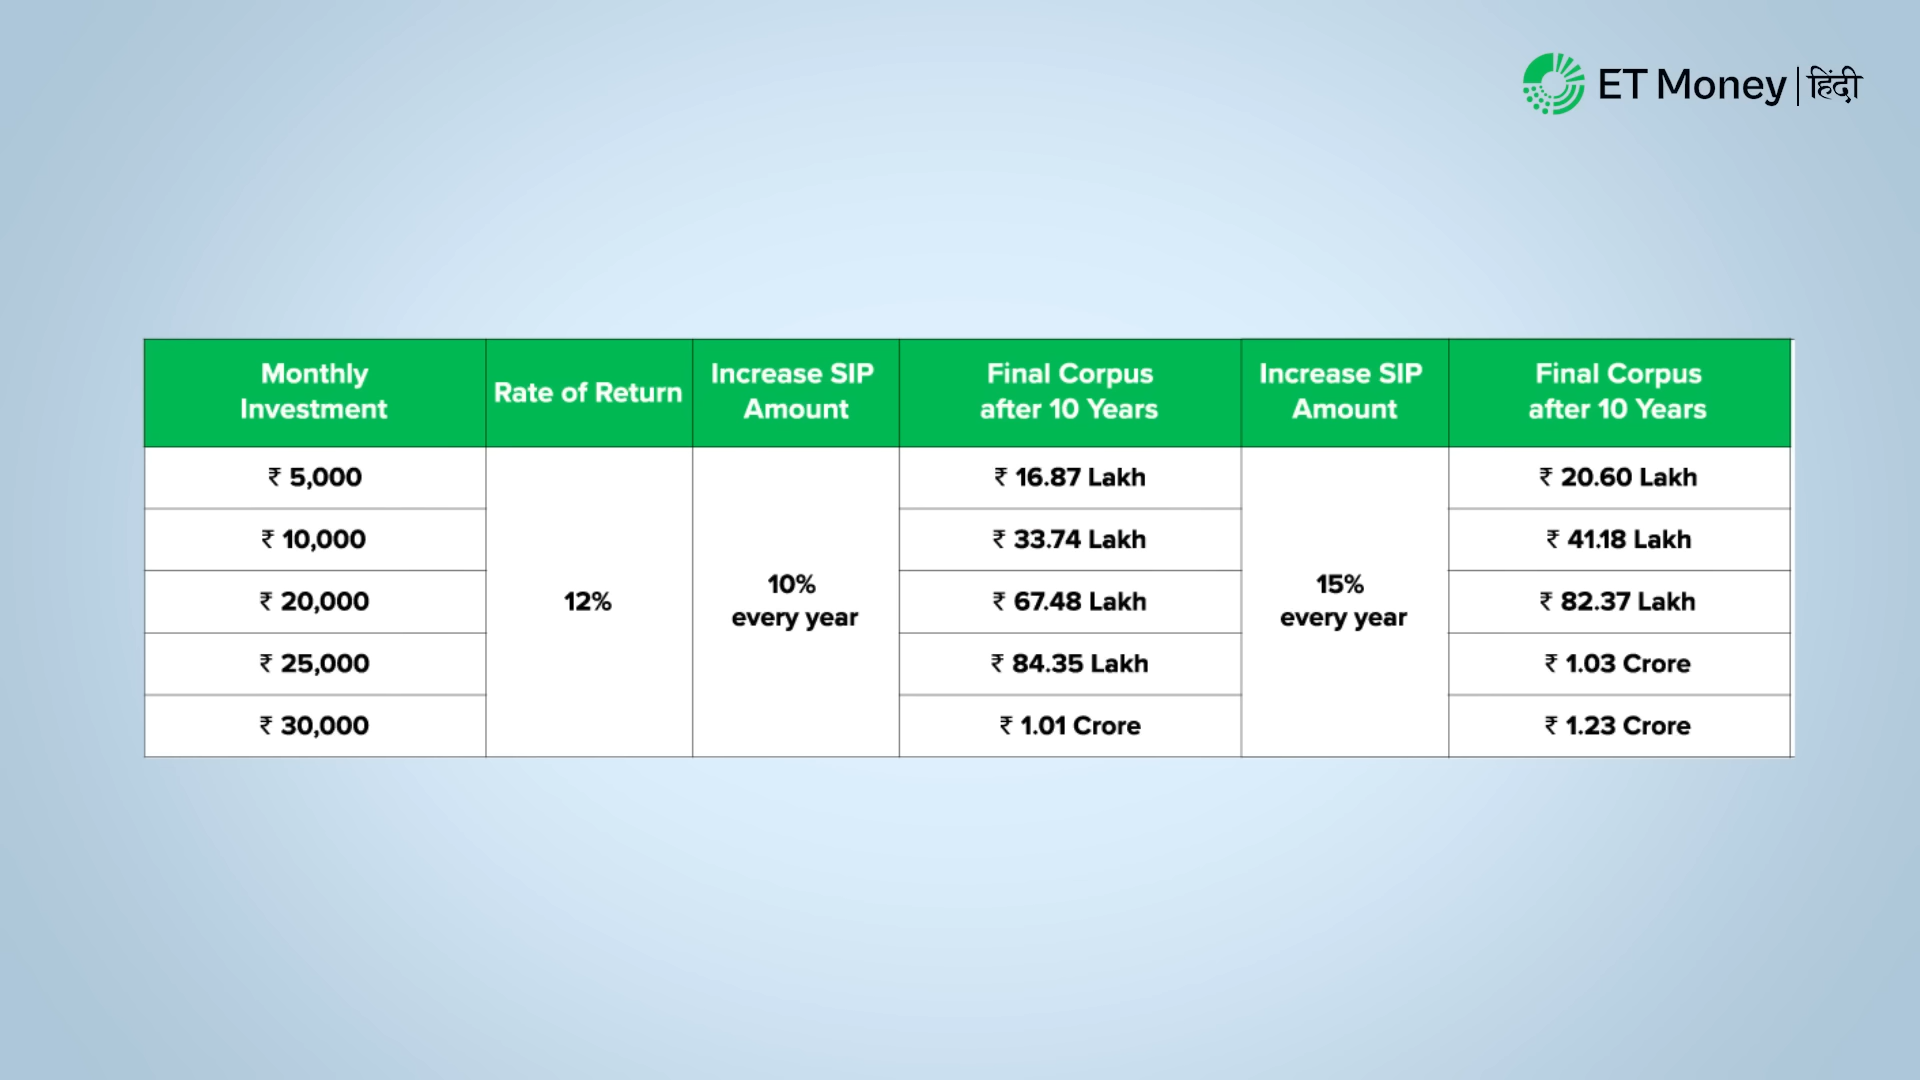 ET Money | हिंदी
Monthly
Investment
Rate of Return
Increase SIP
Amount
Final Corpus
after 10 Years
Increase SIP
Amount
Final Corpus
after 10 Years
₹ 5,000
₹ 16.87 Lakh
₹ 20.60 Lakh
₹ 10,000
₹ 33.74 Lakh
₹ 41.18 Lakh
₹ 20,000
12%
10%
every year
₹ 67.48 Lakh
15%
every year
₹ 82.37 Lakh
₹ 25,000
₹ 84.35 Lakh
₹ 1.03 Crore
₹ 30,000
₹ 1.01 Crore
₹ 1.23 Crore